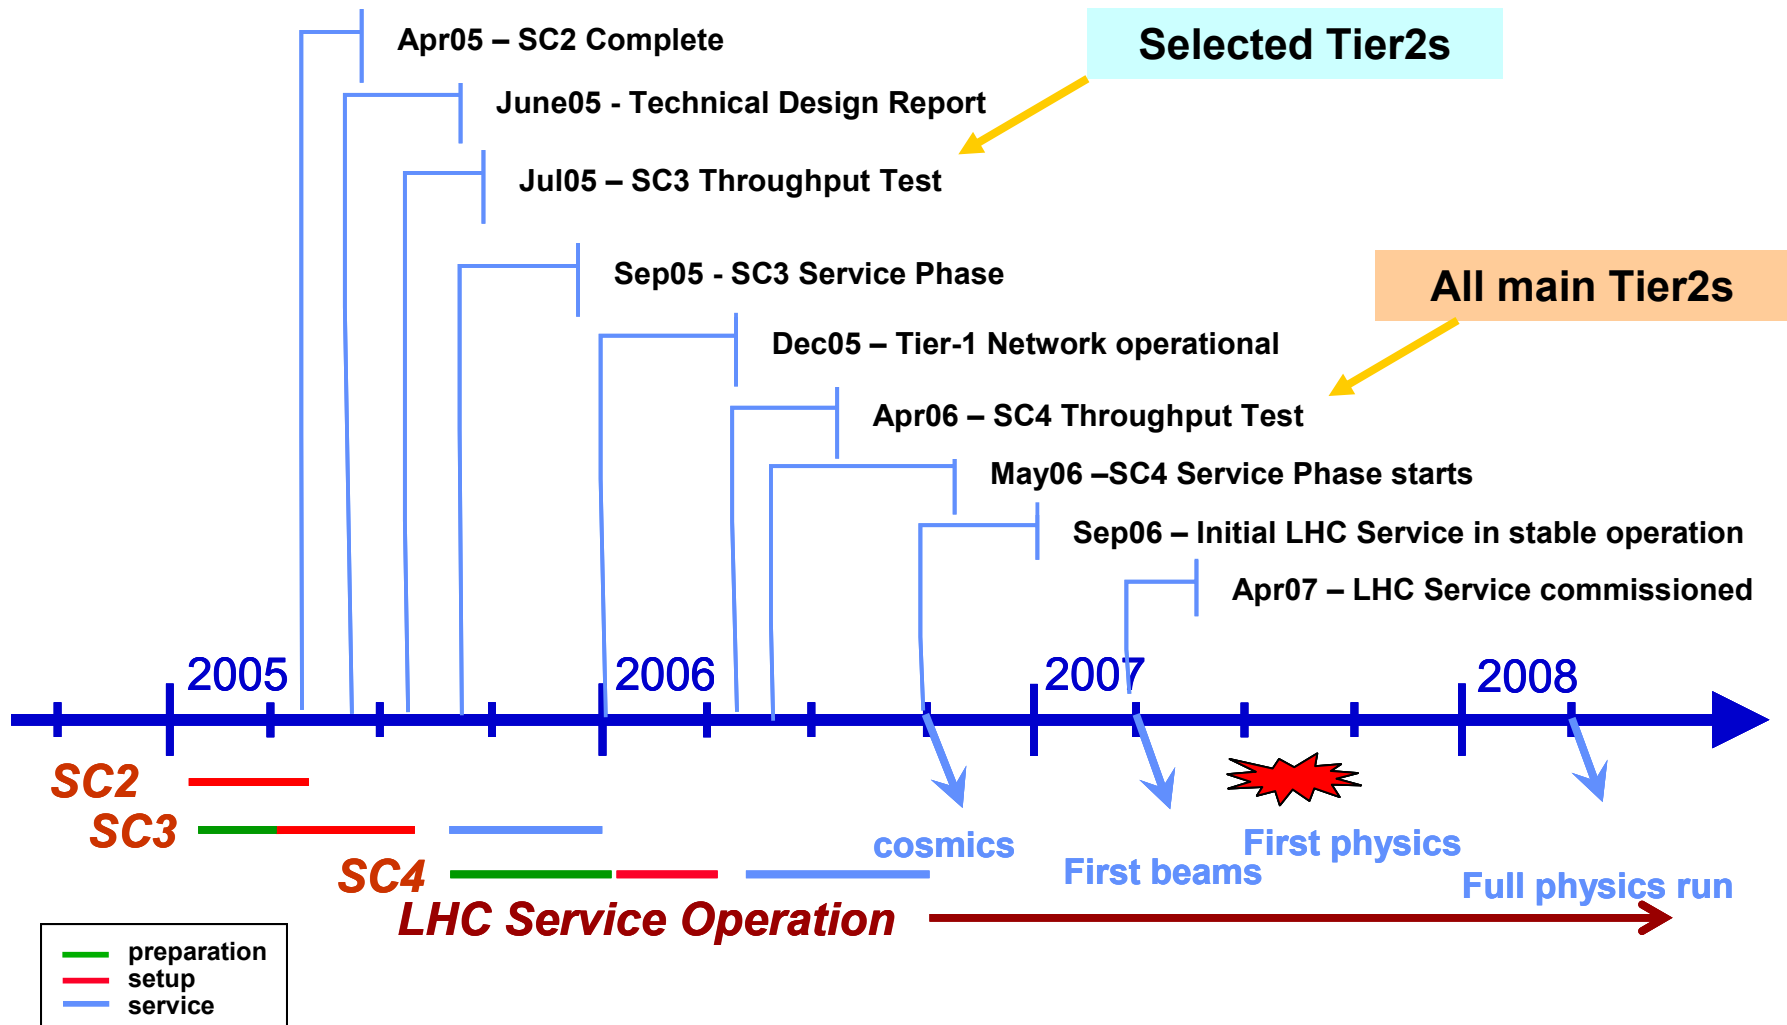 Apr05 – SC2 Complete
Selected Tier2s
June05 - Technical Design Report
Jul05 – SC3 Throughput Test
Sep05 - SC3 Service Phase
All main Tier2s
Dec05 – Tier-1 Network operational
Apr06 – SC4 Throughput Test
May06 –SC4 Service Phase starts
Sep06 – Initial LHC Service in stable operation
Apr07 – LHC Service commissioned
2005
2006
2007
2008
SC2
SC3
SC4
LHC Service Operation
cosmics
First beams
First physics
Full physics run
preparation
setup
service